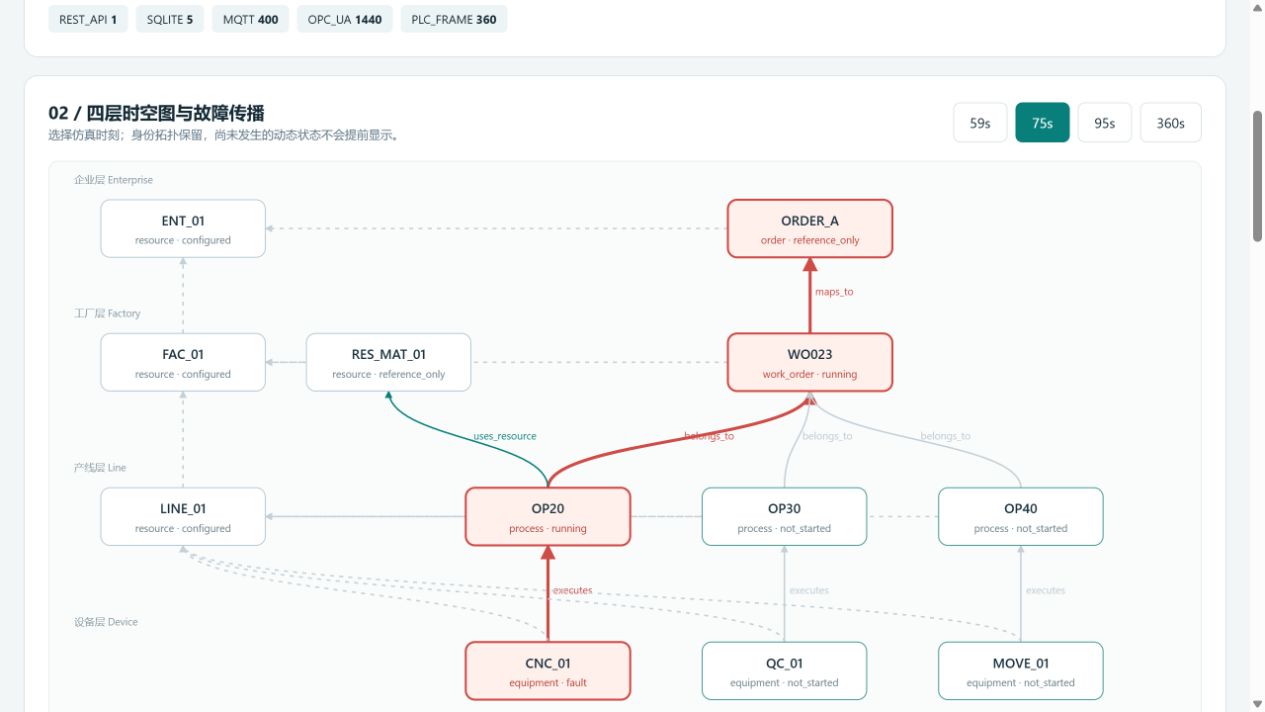 REST_API 1 SQLITE 5 MQTT 400 OPC_UA 1440 PLC_FRAME 360
02 / 四层时空图与故障传播
选择仿真时刻；身份拓扑保留，尚未发生的动态状态不会提前显示。
59s 75s 95s 360s
企业层 Enterprise
ENT_01
resource · configured
ORDER_A
order · reference_only
maps_to
工厂层 Factory
FAC_01
resource · configured
RES_MAT_01
resource · reference_only
WO023
work_order · running
uses_resource
belongs_to
belongs_to
belongs_to
产线层 Line
LINE_01
resource · configured
OP20
process · running
OP30
process · not_started
OP40
process · not_started
executes
executes
executes
设备层 Device
CNC_01
equipment · fault
QC_01
equipment · not_started
MOVE_01
equipment · not_started